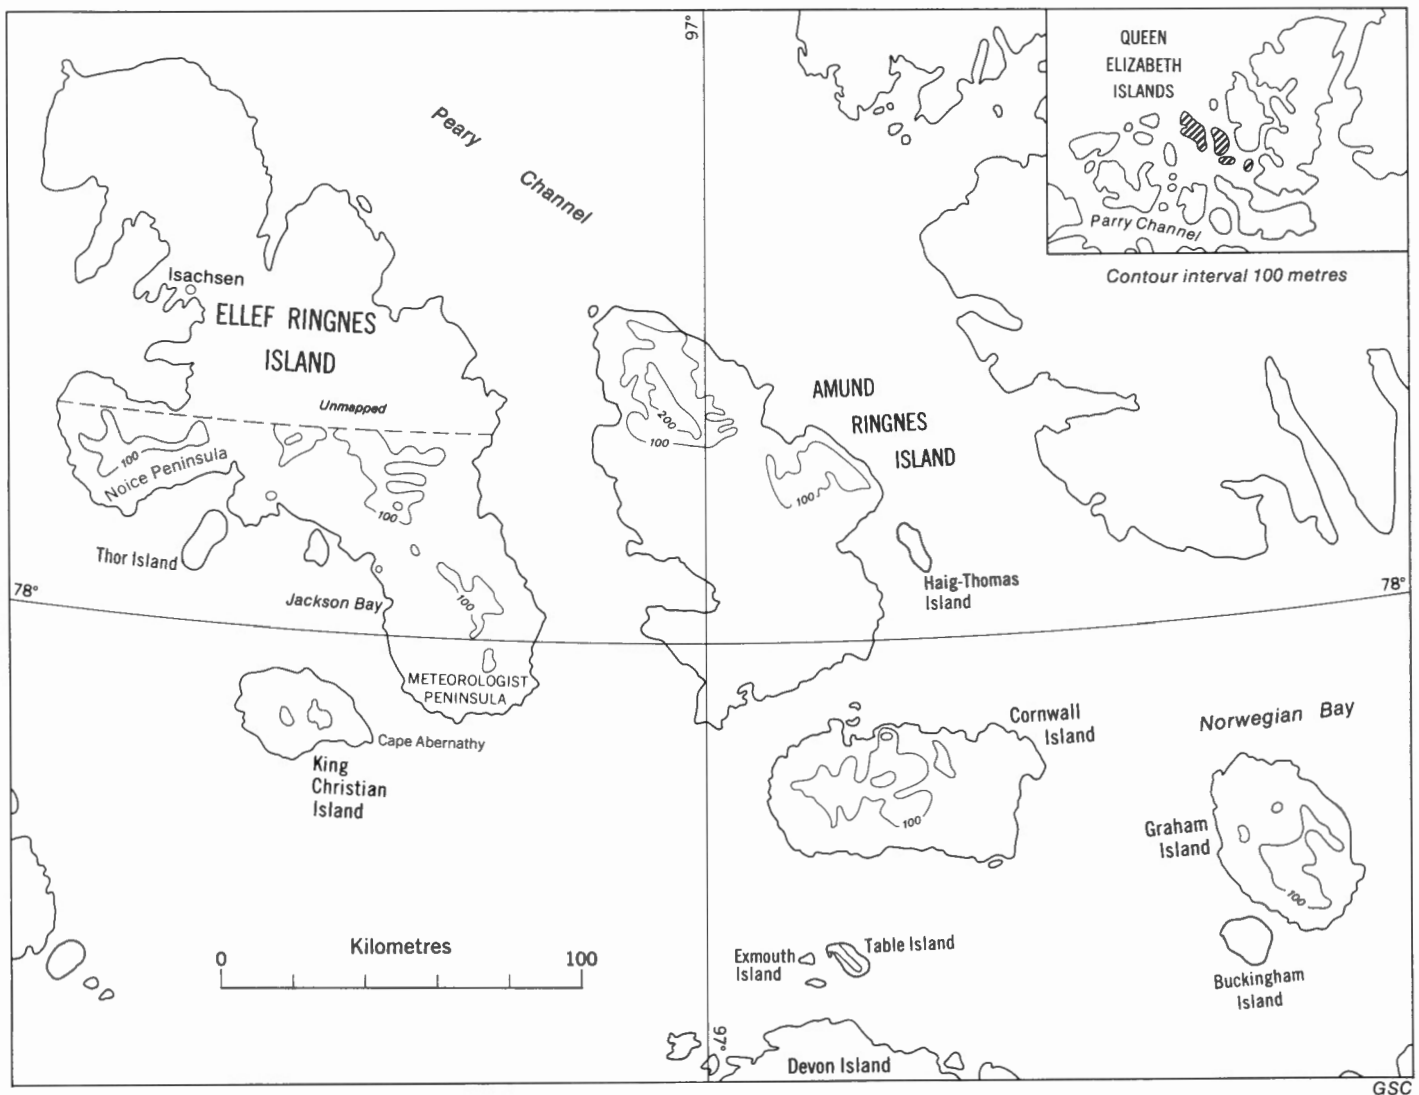 97°
QUEEN
ELIZABETH
ISLANDS
Parry Channel
Contour interval 100 metres
Peary
Channel
Isachsen
ELLEF RINGNES
ISLAND
Unmapped
AMUND
RINGNES
ISLAND
200
100
100
100
Noice Peninsula
100
Thor Island
Haig-Thomas
Island
78°
78°
Jackson Bay
100
METEOROLOGIST
PENINSULA
Cape Abernathy
King
Christian
Island
Cornwall
Island
100
Norwegian Bay
Graham
Island
100
Kilometres
0
100
Exmouth
Island
Table Island
Buckingham
Island
97°
Devon Island
GSC